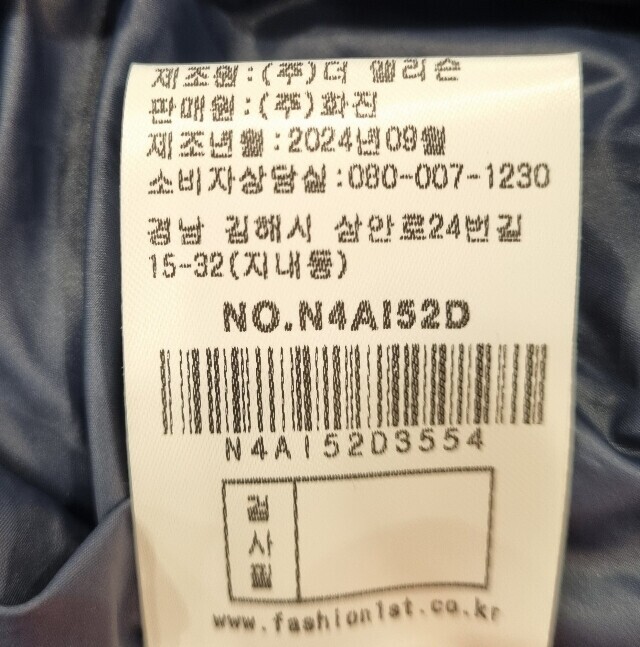 제조원:(주)더 엘리슨
판매원:(주)화진
제조년월:2024년09월
소비자상담실:080-007-1230
경남 김해시 삼안로24번길
15-32(지내동)
NO.N4AI52D
N4AI52D3554
검
사
필
www.fashion1st.co.kr